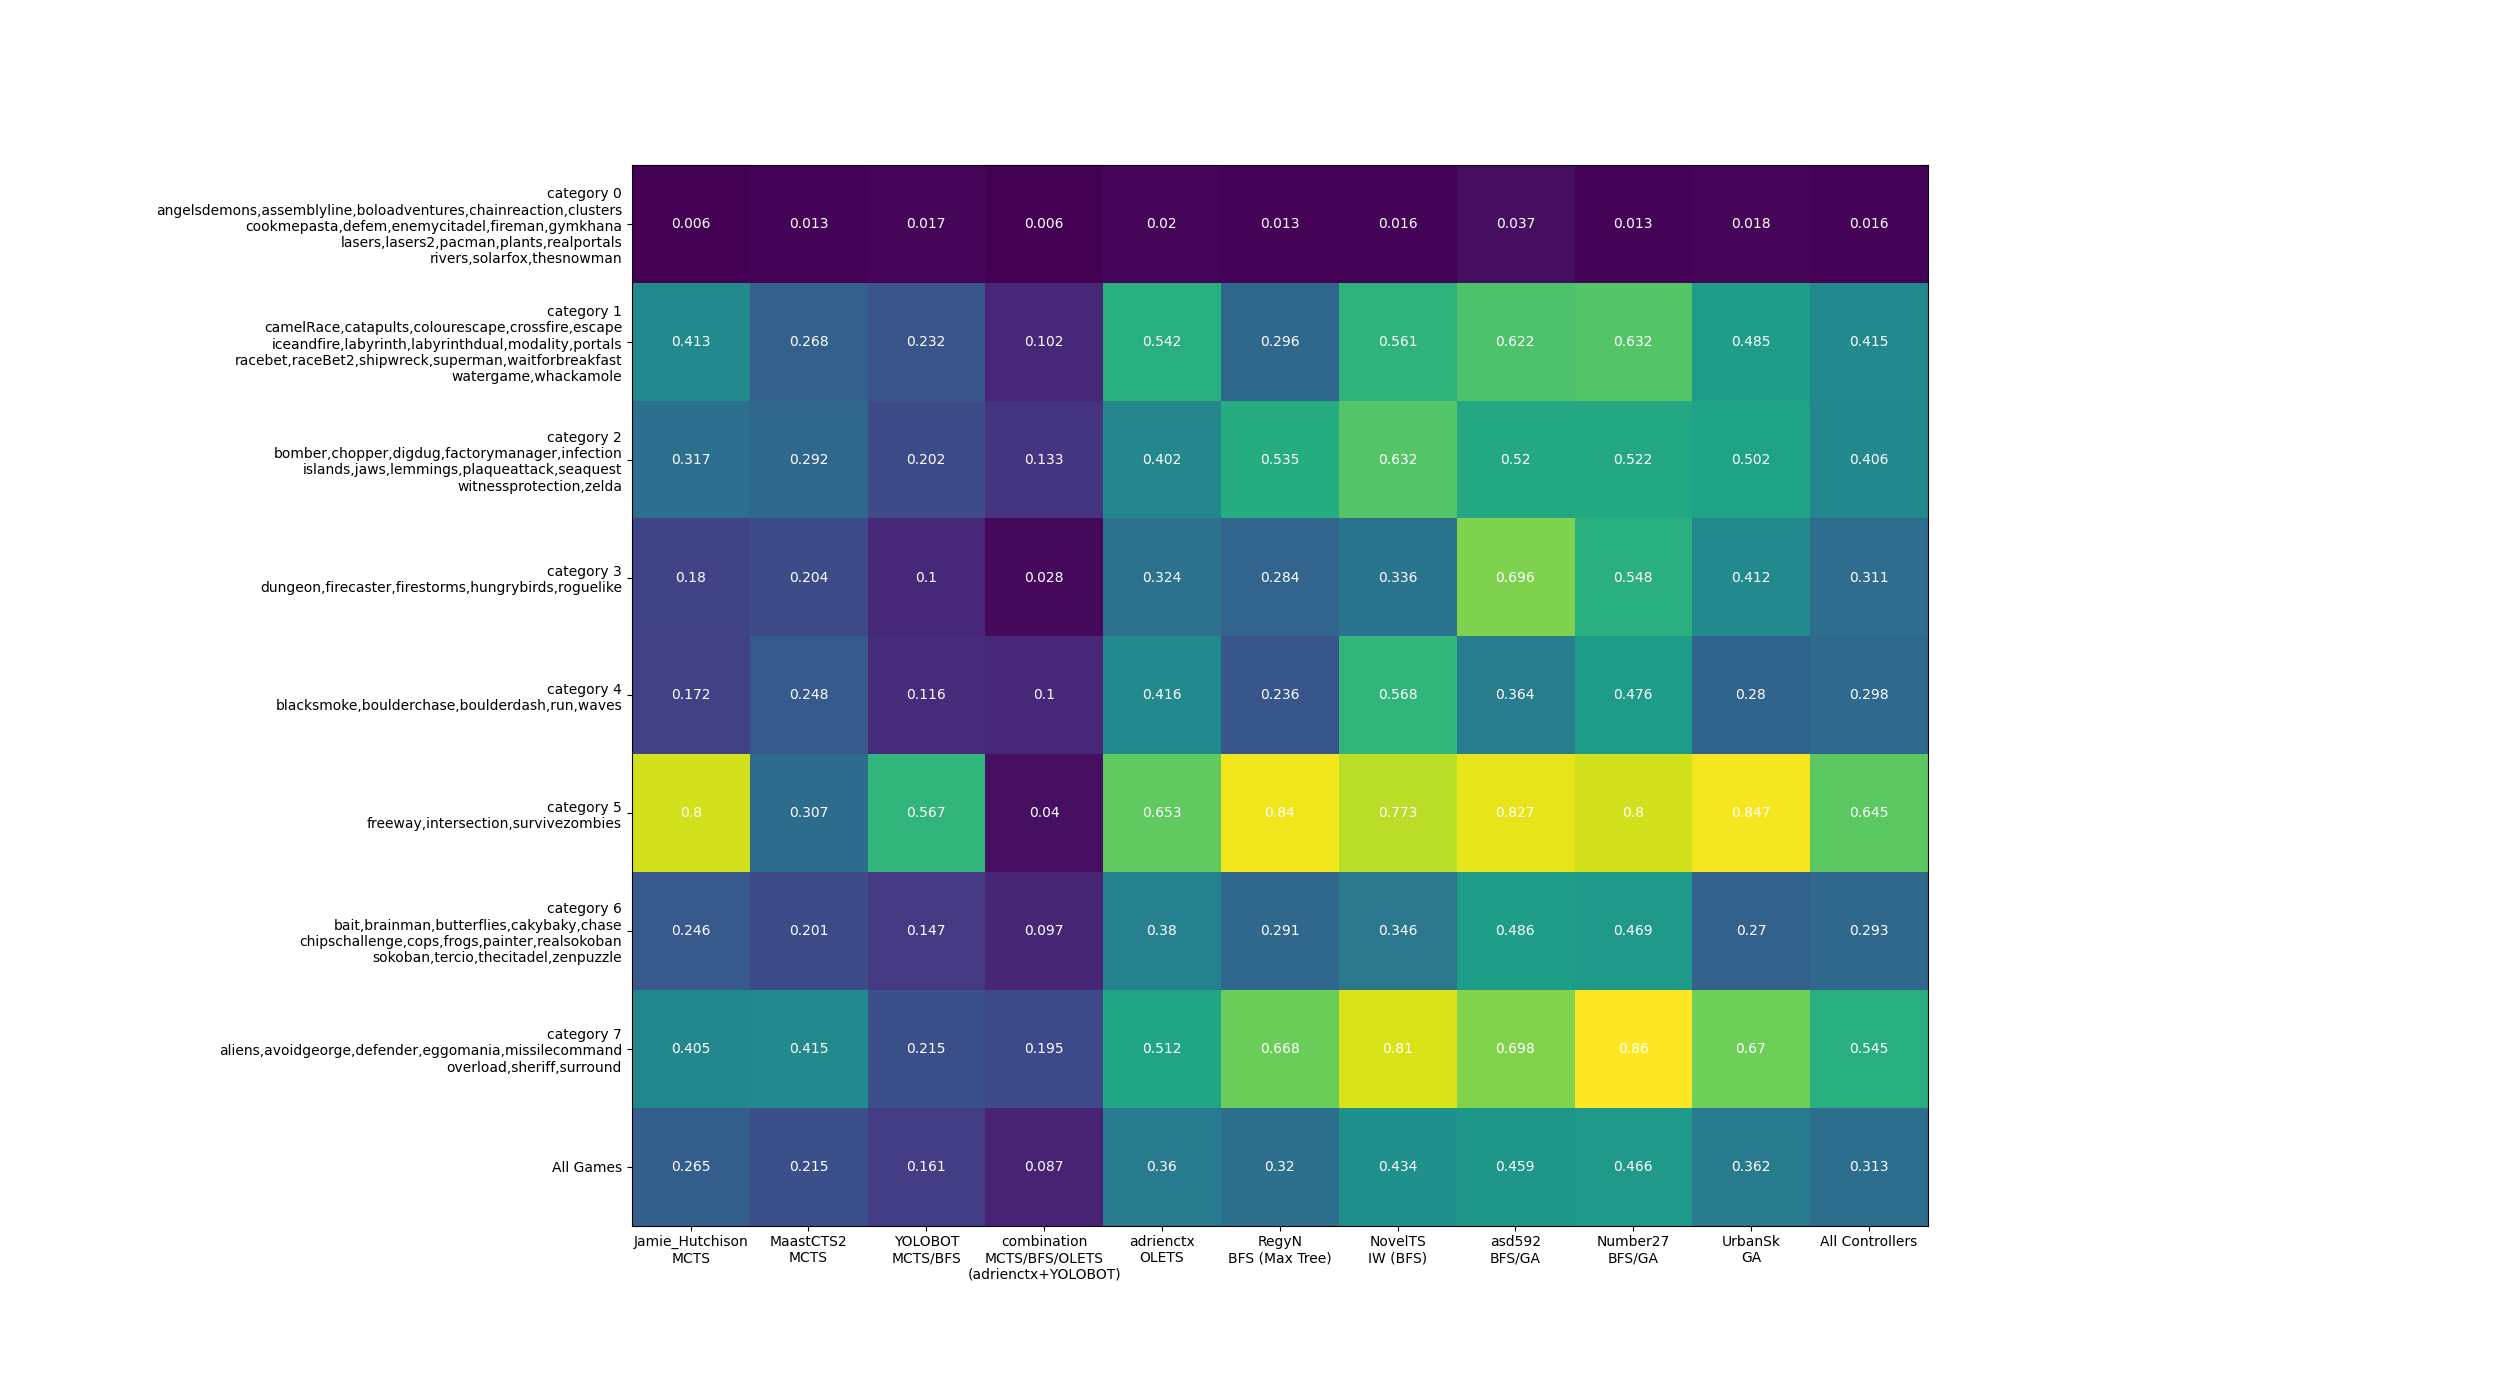 category 0
angelsdemons,assemblyline,boloadventures,chainreaction,clusters
cookmepasta,defem,enemycitadel,fireman,gymkhana
lasers,lasers2,pacman,plants,realportals
rivers,solarfox,thesnowman
0.006 0.013 0.017 0.006 0.02 0.013 0.016 0.037 0.013 0.018 0.016
category 1
camelRace,catapults,colourescape,crossfire,escape
iceandfire,labyrinth,labyrinthdual,modality,portals
racebet,raceBet2,shipwreck,superman,waitforbreakfast
watergame,whackamole
0.413 0.268 0.232 0.102 0.542 0.296 0.561 0.622 0.632 0.485 0.415
category 2
bomber,chopper,digdug,factorymanager,infection
islands,jaws,lemmings,plaqueattack,seaquest
witnessprotection,zelda
0.317 0.292 0.202 0.133 0.402 0.535 0.632 0.52 0.522 0.502 0.406
category 3
dungeon,firecaster,firestorms,hungrybirds,roguelike
0.18 0.204 0.1 0.028 0.324 0.284 0.336 0.696 0.548 0.412 0.311
category 4
blacksmoke,boulderchase,boulderdash,run,waves
0.172 0.248 0.116 0.1 0.416 0.236 0.568 0.364 0.476 0.28 0.298
category 5
freeway,intersection,survivezombies
0.8 0.307 0.567 0.04 0.653 0.84 0.773 0.827 0.8 0.847 0.645
category 6
bait,brainman,butterflies,cakybaky,chase
chipschallenge,cops,frogs,painter,realsokoban
sokoban,tercio,thecitadel,zenpuzzle
0.246 0.201 0.147 0.097 0.38 0.291 0.346 0.486 0.469 0.27 0.293
category 7
aliens,avoidgeorge,defender,eggomania,missilecommand
overload,sheriff,surround
0.405 0.415 0.215 0.195 0.512 0.668 0.81 0.698 0.86 0.67 0.545
All Games
0.265 0.215 0.161 0.087 0.36 0.32 0.434 0.459 0.466 0.362 0.313
Jamie_Hutchison
MCTS
MaastCTS2
MCTS
YOLOBOT
MCTS/BFS
combination
MCTS/BFS/OLETS
(adrienctx+YOLOBOT)
adrienctx
OLETS
RegyN
BFS (Max Tree)
NovelTS
IW (BFS)
asd592
BFS/GA
Number27
BFS/GA
UrbanSk
GA
All Controllers